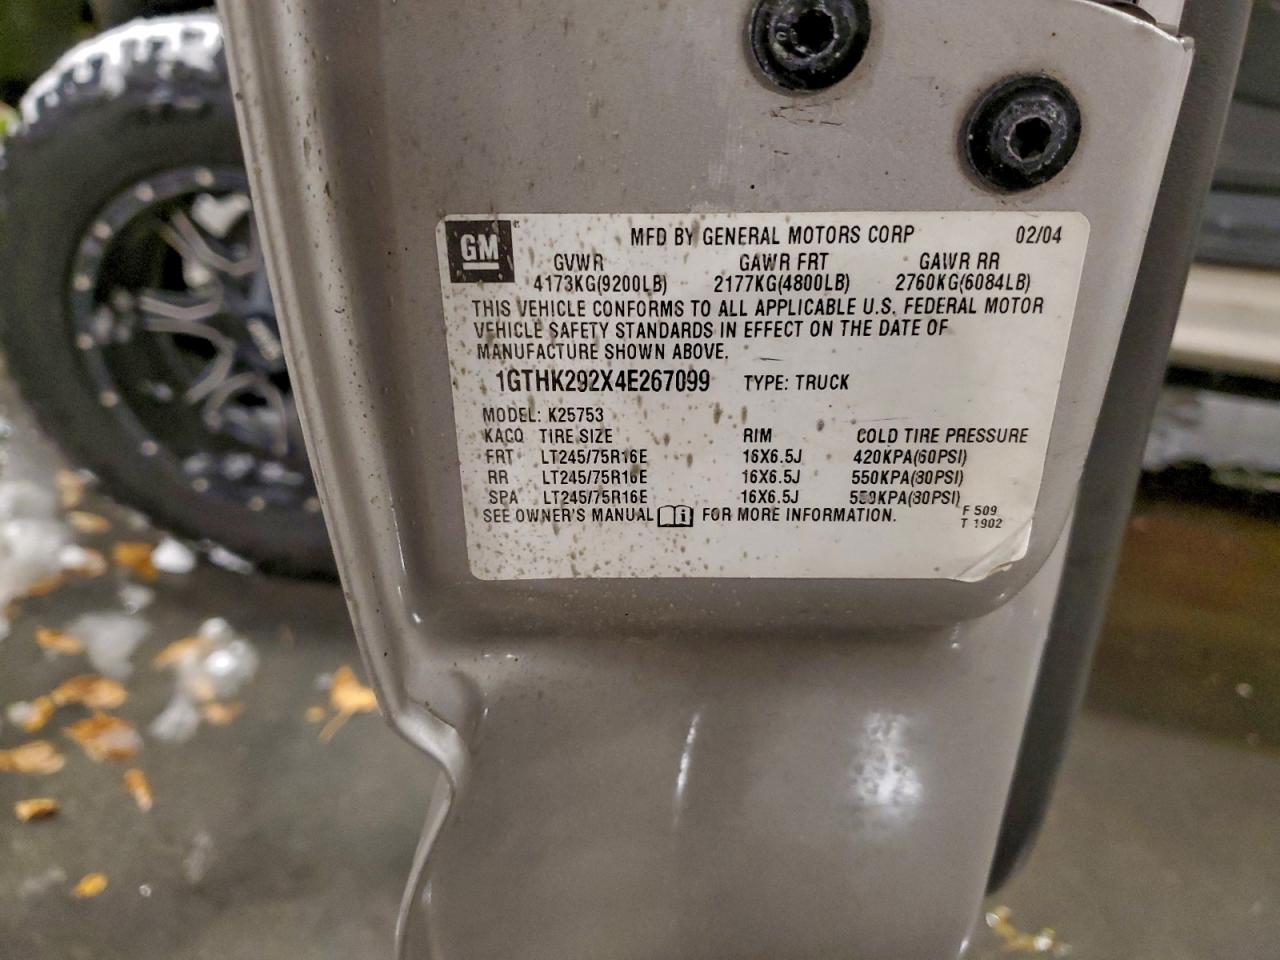 GM
MFD BY GENERAL MOTORS CORP 02/04
GVWR GAWR FRT GAWR RR
4173KG(9200LB) 2177KG(4800LB) 2760KG(6084LB)
THIS VEHICLE CONFORMS TO ALL APPLICABLE U.S. FEDERAL MOTOR
VEHICLE SAFETY STANDARDS IN EFFECT ON THE DATE OF
MANUFACTURE SHOWN ABOVE.
1GTHK292X4E267099 TYPE: TRUCK
MODEL: K25753
KACQ TIRE SIZE RIM COLD TIRE PRESSURE
FRT LT245/75R16E 16X6.5J 420KPA(60PSI)
RR LT245/75R16E 16X6.5J 550KPA(80PSI)
SPA LT245/75R16E 16X6.5J 550KPA(80PSI)
SEE OWNER'S MANUAL FOR MORE INFORMATION.
F 509
T 1902